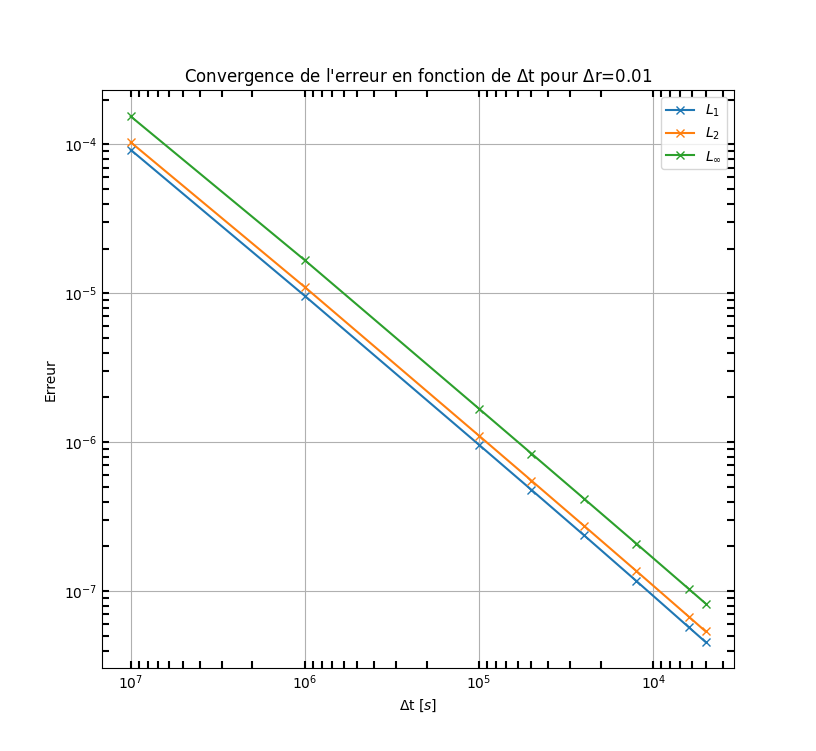 Convergence de l'erreur en fonction de Δt pour Δr=0.01
L₁
L₂
L∞
Erreur
10⁻⁴
10⁻⁵
10⁻⁶
10⁻⁷
10⁷ 10⁶ 10⁵ 10⁴
Δt [s]